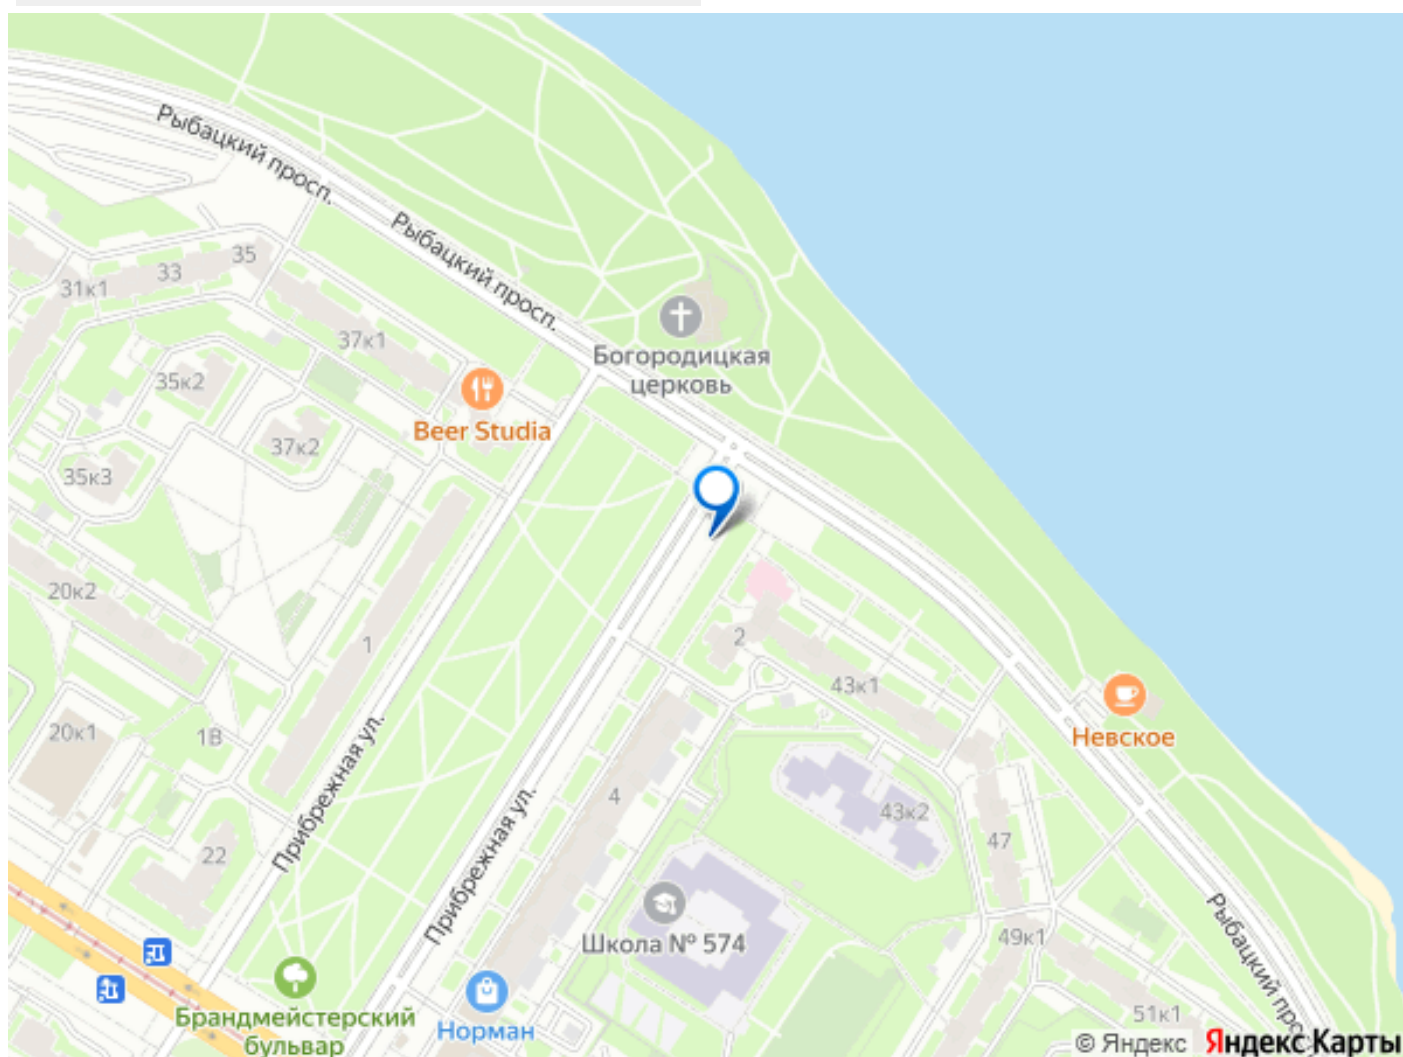 Рыбацкий просп.
Рыбацкий просп.
35
33
31к1
37к1
Богородицкая
церковь
35к2
Beer Studia
37к2
35к3
20к2
1
2
43к1
Невское
20к1
1В
Прибрежная ул.
4
43к2
47
22
Прибрежная ул.
Школа № 574
49к1
Рыбацкий прос
Брандмейстерский
бульвар
Норман
51к1
© Яндекс Яндекс Карты